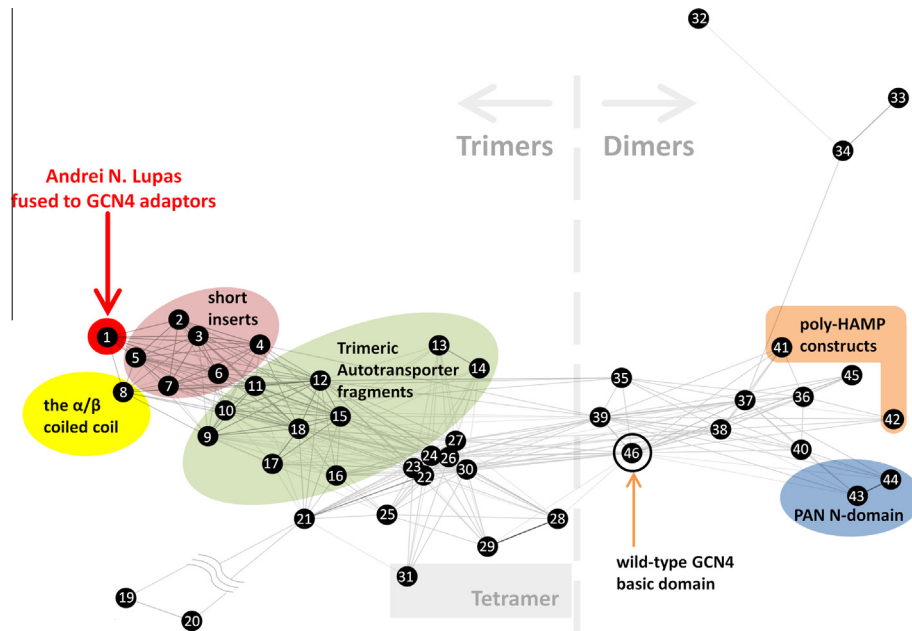 32
33
34
Trimers
Dimers
Andrei N. Lupas
fused to GCN4 adaptors
short
inserts
1
2
3
4
5
6
7
8
the α/β
coiled coil
Trimeric
Autotransporter
fragments
9
10
11
12
13
14
15
16
17
18
19
20
21
22
23
24
25
26
27
28
29
30
31
Tetramer
35
36
37
38
39
40
41
42
43
44
45
46
poly-HAMP
constructs
PAN N-domain
wild-type GCN4
basic domain